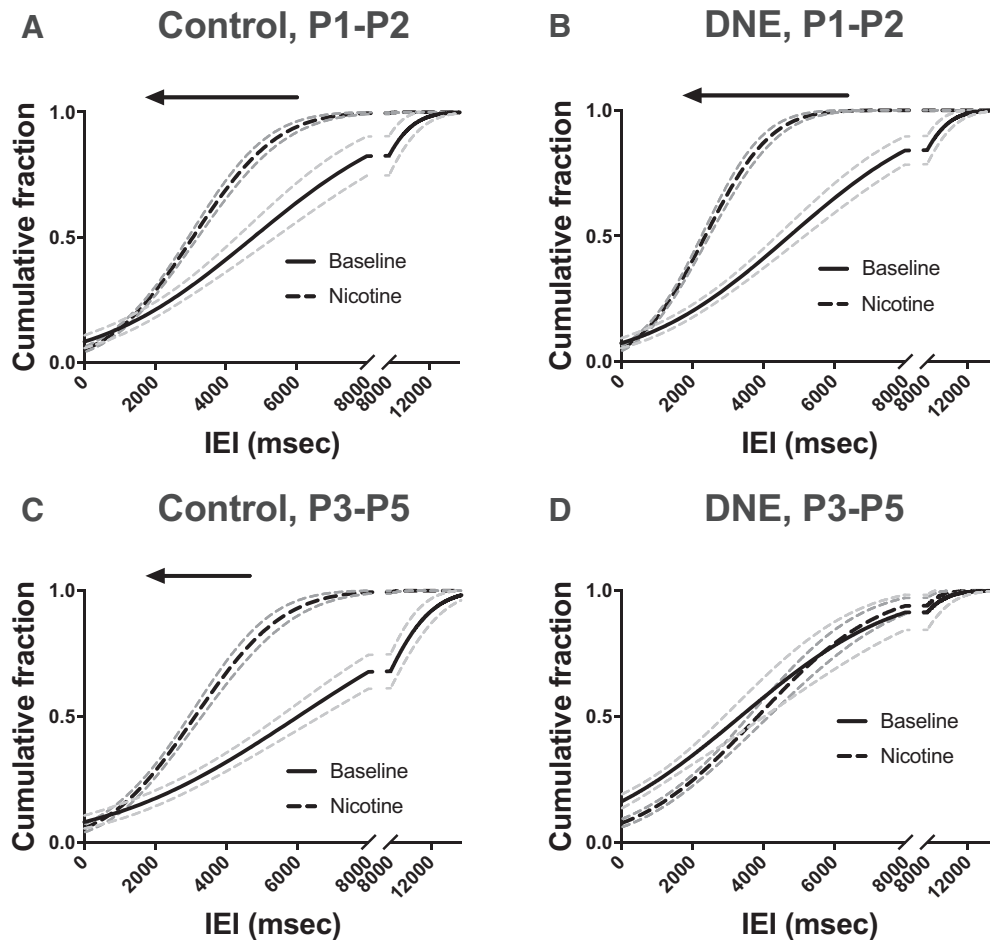 A Control, P1-P2
1.0
0.5
0.0
Cumulative fraction
Baseline
Nicotine
0 2000 4000 6000 8000 8000 12000
IEI (msec)
B DNE, P1-P2
1.0
0.5
0.0
Cumulative fraction
Baseline
Nicotine
0 2000 4000 6000 8000 8000 12000
IEI (msec)
C Control, P3-P5
1.0
0.5
0.0
Cumulative fraction
Baseline
Nicotine
0 2000 4000 6000 8000 8000 12000
IEI (msec)
D DNE, P3-P5
1.0
0.5
0.0
Cumulative fraction
Baseline
Nicotine
0 2000 4000 6000 8000 8000 12000
IEI (msec)